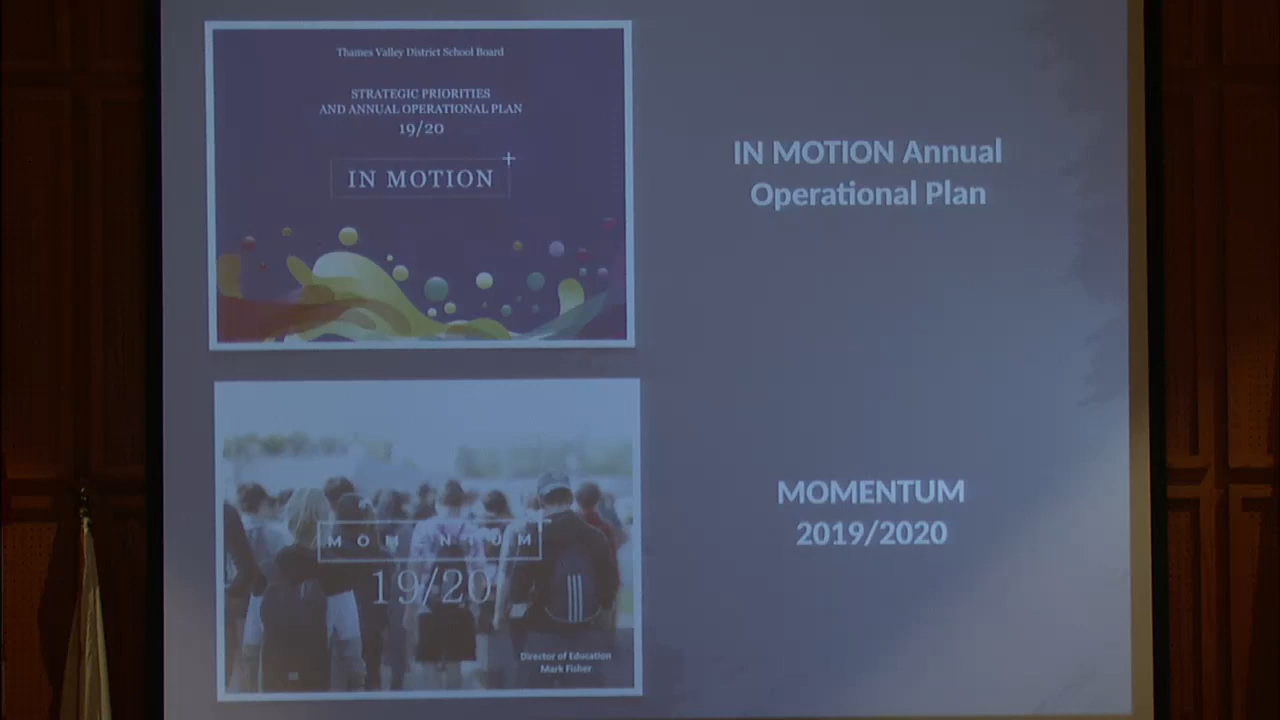 Thames Valley District School Board
STRATEGIC PRIORITIES
AND ANNUAL OPERATIONAL PLAN
19/20
IN MOTION
IN MOTION Annual
Operational Plan
MOMENTUM
19/20
Director of Education
Mark Fisher
MOMENTUM
2019/2020